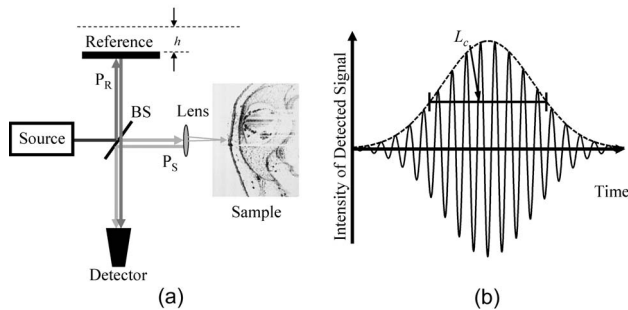 Reference
h
P_R
BS
Lens
Source
P_S
Sample
Detector
(a)
Intensity of Detected Signal
L_c
Time
(b)